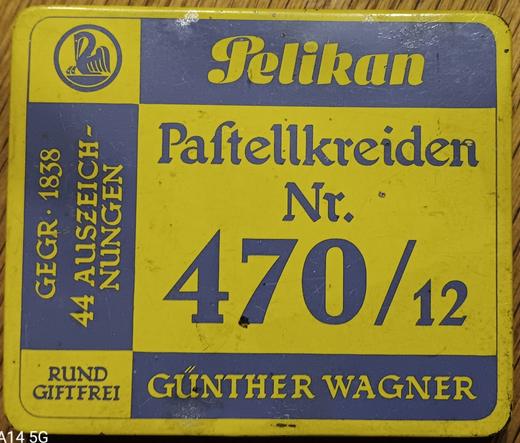 Pelikan
Paſtellkreiden
Nr.
470/12
GEGR · 1838
44 AUSZEICH-
NUNGEN
RUND
GIFTFREI
GÜNTHER WAGNER
A14 5G